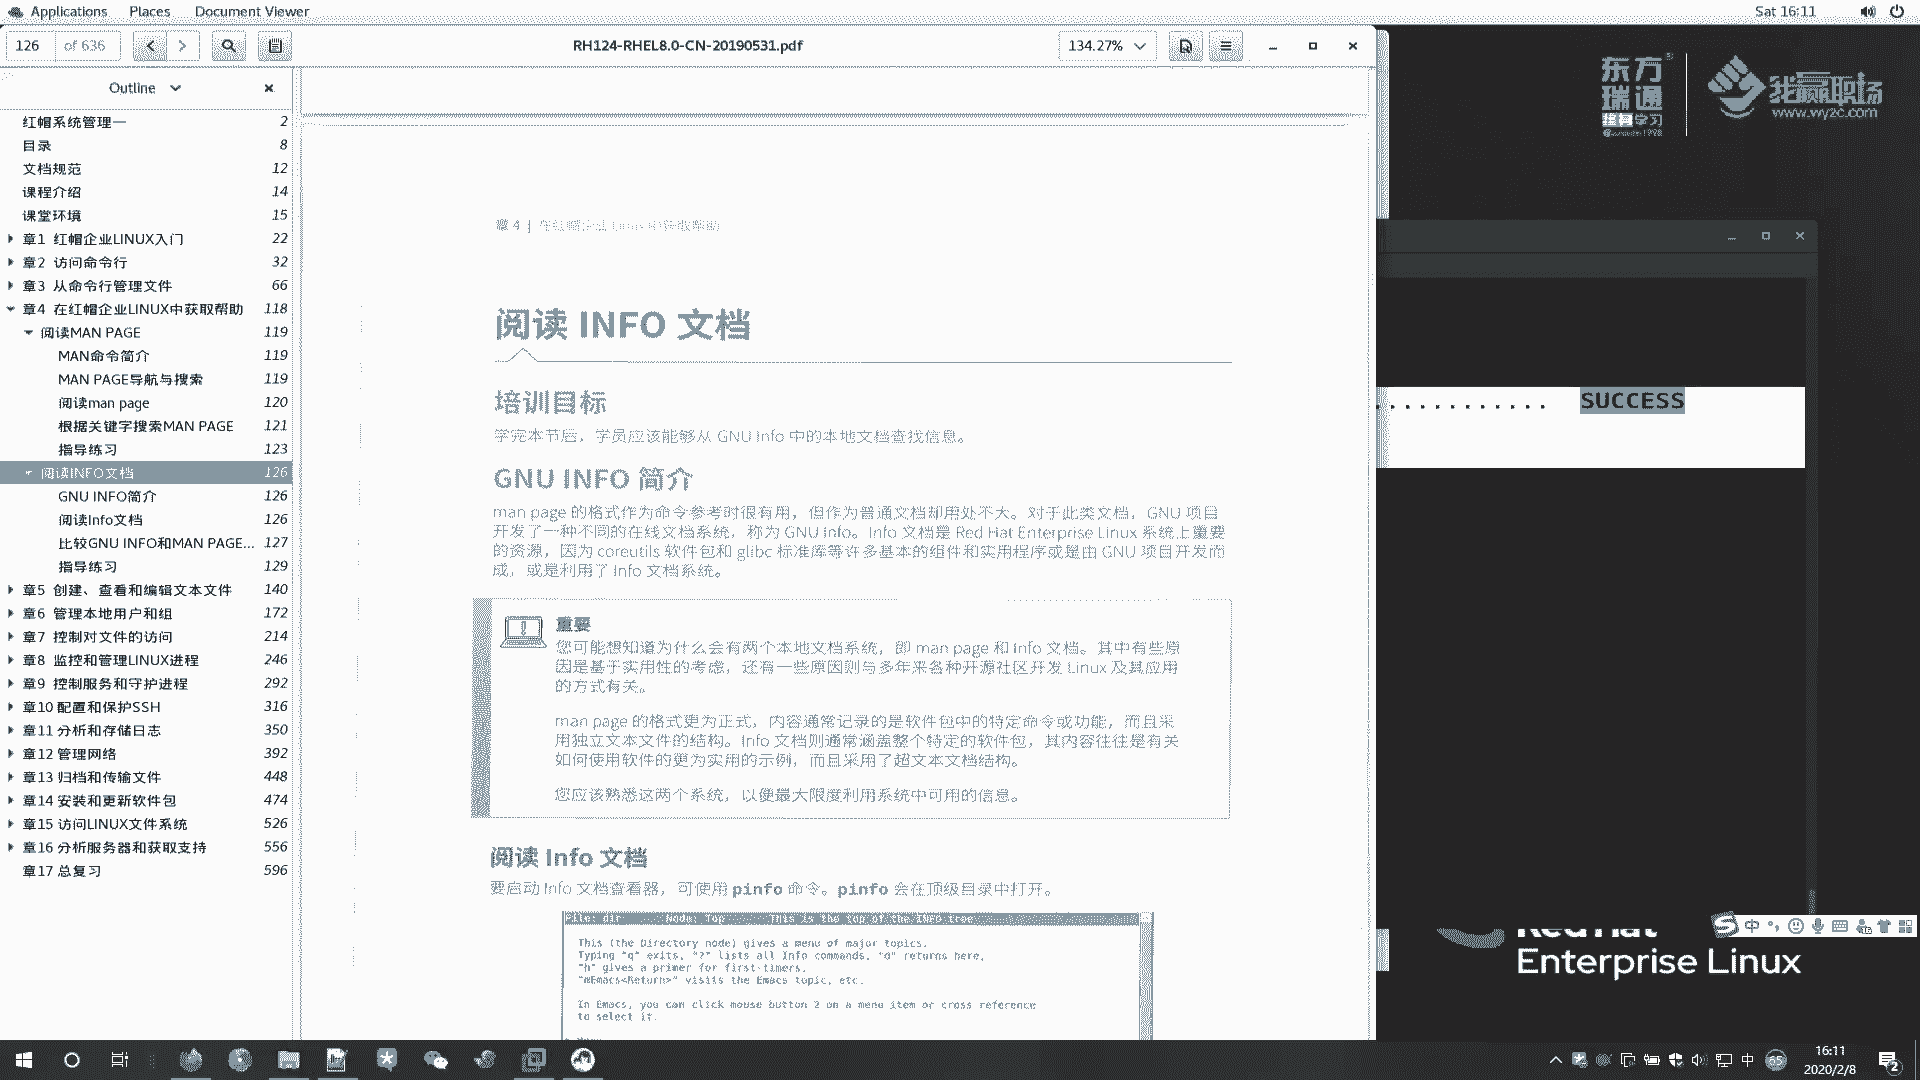 Applications Places Document Viewer Sat 16:11
126 of 636 RH124-RHEL8.0-CN-20190531.pdf 134.27%
Outline
红帽系统管理一 2
目录 8
文档规范 12
课程介绍 14
课堂环境 15
章1 红帽企业LINUX入门 22
章2 访问命令行 32
章3 从命令行管理文件 66
章4 在红帽企业LINUX中获取帮助 118
阅读MAN PAGE 119
MAN命令简介 119
MAN PAGE导航与搜索 119
阅读man page 120
根据关键字搜索MAN PAGE 121
指导练习 123
阅读INFO文档 126
GNU INFO简介 126
阅读Info文档 126
比较GNU INFO和MAN PAGE... 127
指导练习 129
章5 创建、查看和编辑文本文件 140
章6 管理本地用户和组 172
章7 控制对文件的访问 214
章8 监控和管理LINUX进程 246
章9 控制服务和守护进程 292
章10 配置和保护SSH 316
章11 分析和存储日志 350
章12 管理网络 392
章13 归档和传输文件 448
章14 安装和更新软件包 474
章15 访问LINUX文件系统 526
章16 分析服务器和获取支持 556
章17 总复习 596
章 4 | 在红帽企业 Linux 中获取帮助
阅读 INFO 文档
培训目标
学完本节后，学员应该能够从 GNU Info 中的本地文档查找信息。
GNU INFO 简介
man page 的格式作为命令参考时很有用，但作为普通文档却用处不大。对于此类文档，GNU 项目
开发了一种不同的在线文档系统，称为 GNU Info。Info 文档是 Red Hat Enterprise Linux 系统上重要
的资源，因为 coreutils 软件包和 glibc 标准库等许多基本的组件和实用程序或是由 GNU 项目开发而
成，或是利用了 Info 文档系统。
重要
您可能想知道为什么会有两个本地文档系统，即 man page 和 Info 文档。其中有些原
因是基于实用性的考虑，还有一些原因则与多年来各种开源社区开发 Linux 及其应用
的方式有关。
man page 的格式更为正式，内容通常记录的是软件包中的特定命令或功能，而且采
用独立文本文件的结构。Info 文档则通常涵盖整个特定的软件包，其内容往往是有关
如何使用软件的更为实用的示例，而且采用了超文本文档结构。
您应该熟悉这两个系统，以便最大限度利用系统中可用的信息。
阅读 Info 文档
要启动 Info 文档查看器，可使用 pinfo 命令。pinfo 会在顶级目录中打开。
File: dir Node: Top This is the top of the INFO tree
This (the Directory node) gives a menu of major topics.
Typing "q" exits, "?" lists all Info commands, "d" returns here,
"h" gives a primer for first-timers,
"mEmacs<Return>" visits the Emacs topic, etc.
In Emacs, you can click mouse button 2 on a menu item or cross reference
to select it.
东方
瑞通
学习
我赢职场
www.wy2c.com
............ SUCCESS
Red Hat
Enterprise Linux
中
中 65 16:11
2020/2/8
2